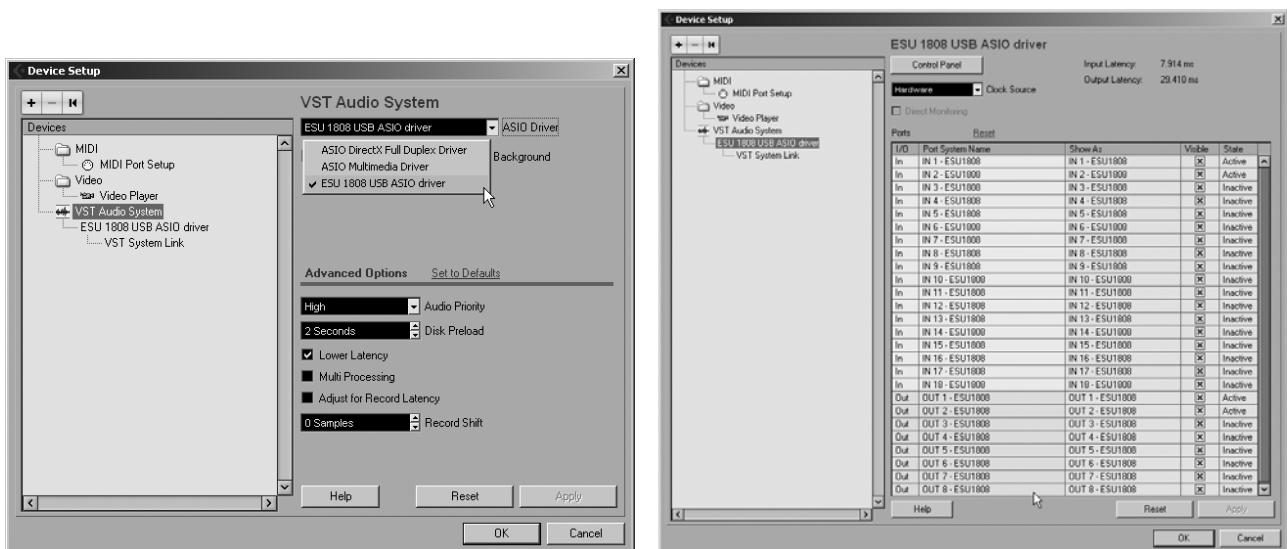 Device Setup
VST Audio System
Devices
MIDI
MIDI Port Setup
Video
Video Player
VST Audio System
ESU 1808 USB ASIO driver
VST System Link
ESU 1808 USB ASIO driver ASIO Driver
Background
ASIO DirectX Full Duplex Driver
ASIO Multimedia Driver
ESU 1808 USB ASIO driver
Advanced Options Set to Defaults
High Audio Priority
2 Seconds Disk Preload
Lower Latency
Multi Processing
Adjust for Record Latency
0 Samples Record Shift
Help Reset Apply
OK Cancel
Device Setup
ESU 1808 USB ASIO driver
Devices
MIDI
MIDI Port Setup
Video
Video Player
VST Audio System
ESU 1808 USB ASIO driver
VST System Link
Control Panel Input Latency: 7.914 ms
Output Latency: 29.410 ms
Hardware Clock Source
Direct Monitoring
Ports Reset
I/O Port System Name Show As Visible State
In IN 1 - ESU1808 IN 1 - ESU1808 Active
In IN 2 - ESU1808 IN 2 - ESU1808 Active
In IN 3 - ESU1808 IN 3 - ESU1808 Inactive
In IN 4 - ESU1808 IN 4 - ESU1808 Inactive
In IN 5 - ESU1808 IN 5 - ESU1808 Inactive
In IN 6 - ESU1808 IN 6 - ESU1808 Inactive
In IN 7 - ESU1808 IN 7 - ESU1808 Inactive
In IN 8 - ESU1808 IN 8 - ESU1808 Inactive
In IN 9 - ESU1808 IN 9 - ESU1808 Inactive
In IN 10 - ESU1808 IN 10 - ESU1808 Inactive
In IN 11 - ESU1808 IN 11 - ESU1808 Inactive
In IN 12 - ESU1808 IN 12 - ESU1808 Inactive
In IN 13 - ESU1808 IN 13 - ESU1808 Inactive
In IN 14 - ESU1808 IN 14 - ESU1808 Inactive
In IN 15 - ESU1808 IN 15 - ESU1808 Inactive
In IN 16 - ESU1808 IN 16 - ESU1808 Inactive
In IN 17 - ESU1808 IN 17 - ESU1808 Inactive
In IN 18 - ESU1808 IN 18 - ESU1808 Inactive
Out OUT 1 - ESU1808 OUT 1 - ESU1808 Active
Out OUT 2 - ESU1808 OUT 2 - ESU1808 Active
Out OUT 3 - ESU1808 OUT 3 - ESU1808 Inactive
Out OUT 4 - ESU1808 OUT 4 - ESU1808 Inactive
Out OUT 5 - ESU1808 OUT 5 - ESU1808 Inactive
Out OUT 6 - ESU1808 OUT 6 - ESU1808 Inactive
Out OUT 7 - ESU1808 OUT 7 - ESU1808 Inactive
Out OUT 8 - ESU1808 OUT 8 - ESU1808 Inactive
Help Reset Apply
OK Cancel